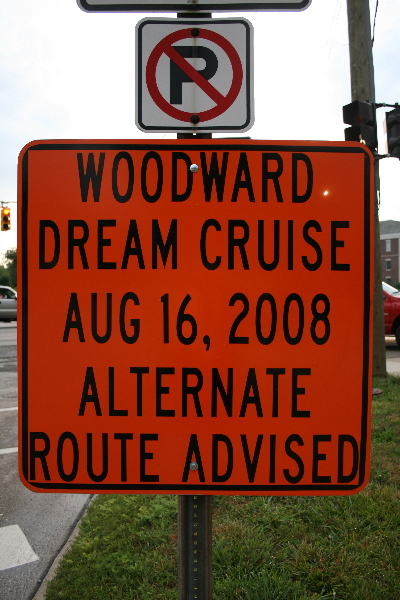 P
WOODWARD
DREAM CRUISE
AUG 16, 2008
ALTERNATE
ROUTE ADVISED